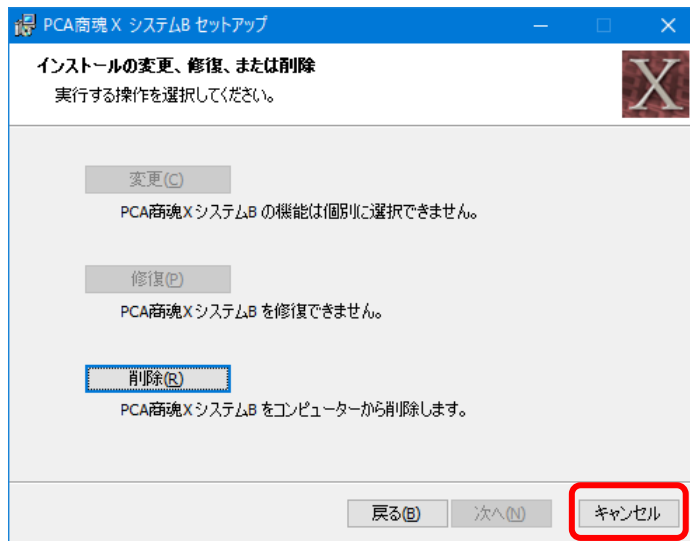 PCA商魂X システムB セットアップ
インストールの変更、修復、または削除
実行する操作を選択してください。
X
変更(C)
PCA商魂X システムB の機能は個別に選択できません。
修復(P)
PCA商魂X システムB を修復できません。
削除(R)
PCA商魂X システムB をコンピューターから削除します。
戻る(B) 次へ(N) キャンセル